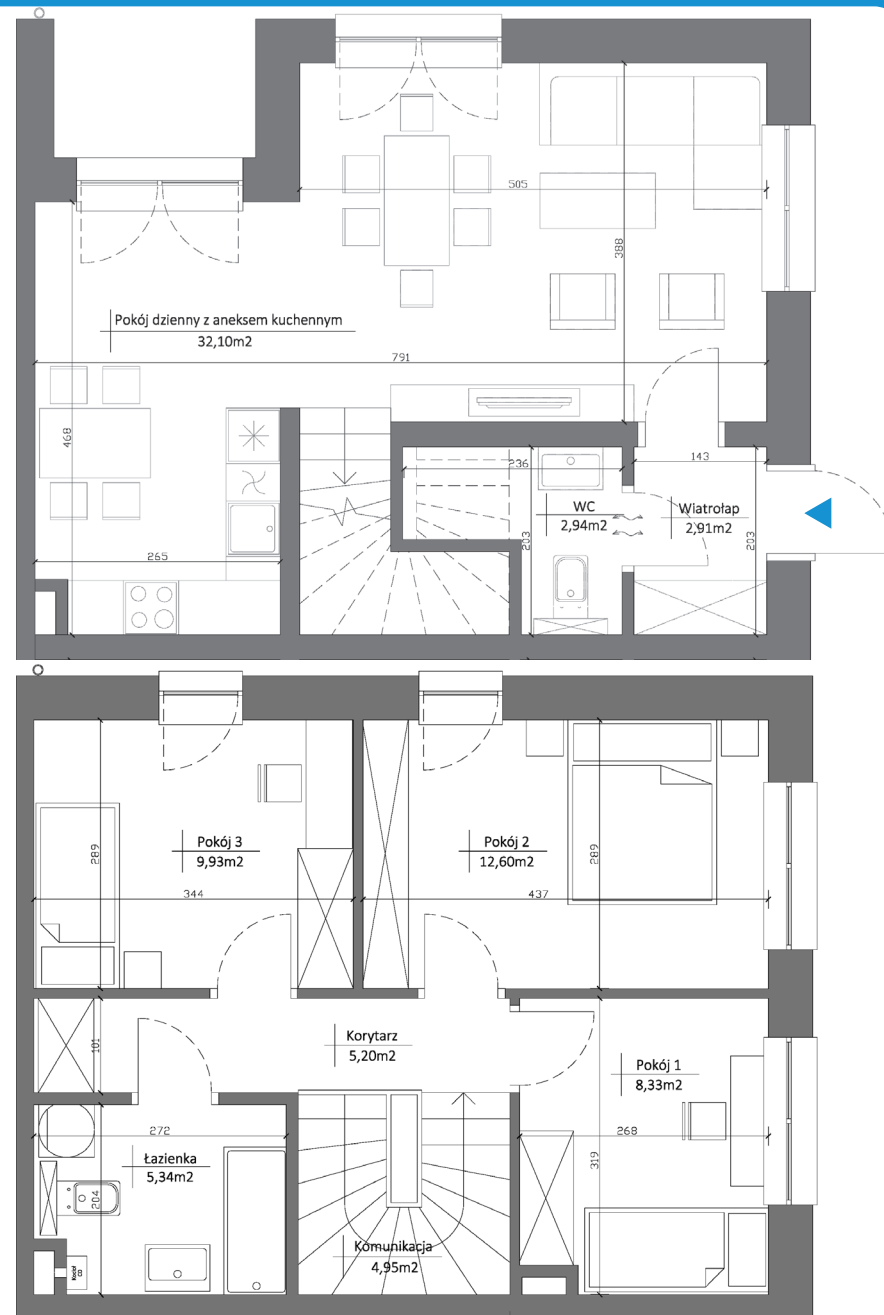 505
388
Pokój dzienny z aneksem kuchennym
32,10m2
791
468
236
143
WC
2,94m2
Wiatrołap
2,91m2
203
203
265
Pokój 3
9,93m2
289
344
Pokój 2
12,60m2
289
437
Korytarz
5,20m2
101
Pokój 1
8,33m2
272
268
Łazienka
5,34m2
319
204
Komunikacja
4,95m2
Kocioł
CO